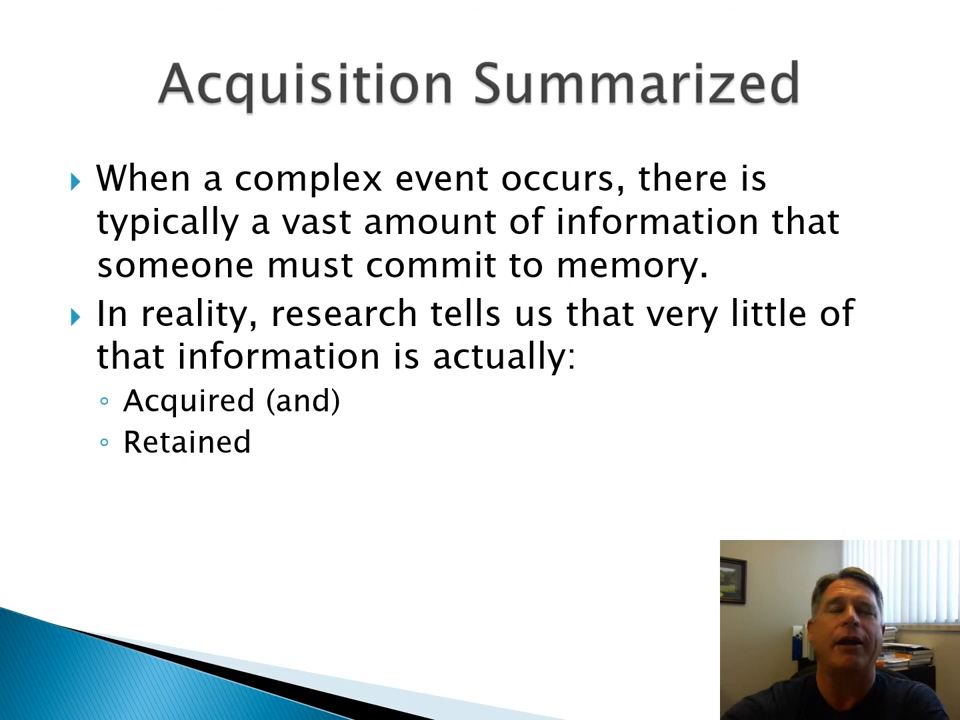 Acquisition Summarized
When a complex event occurs, there is
typically a vast amount of information that
someone must commit to memory.
In reality, research tells us that very little of
that information is actually:
Acquired (and)
Retained